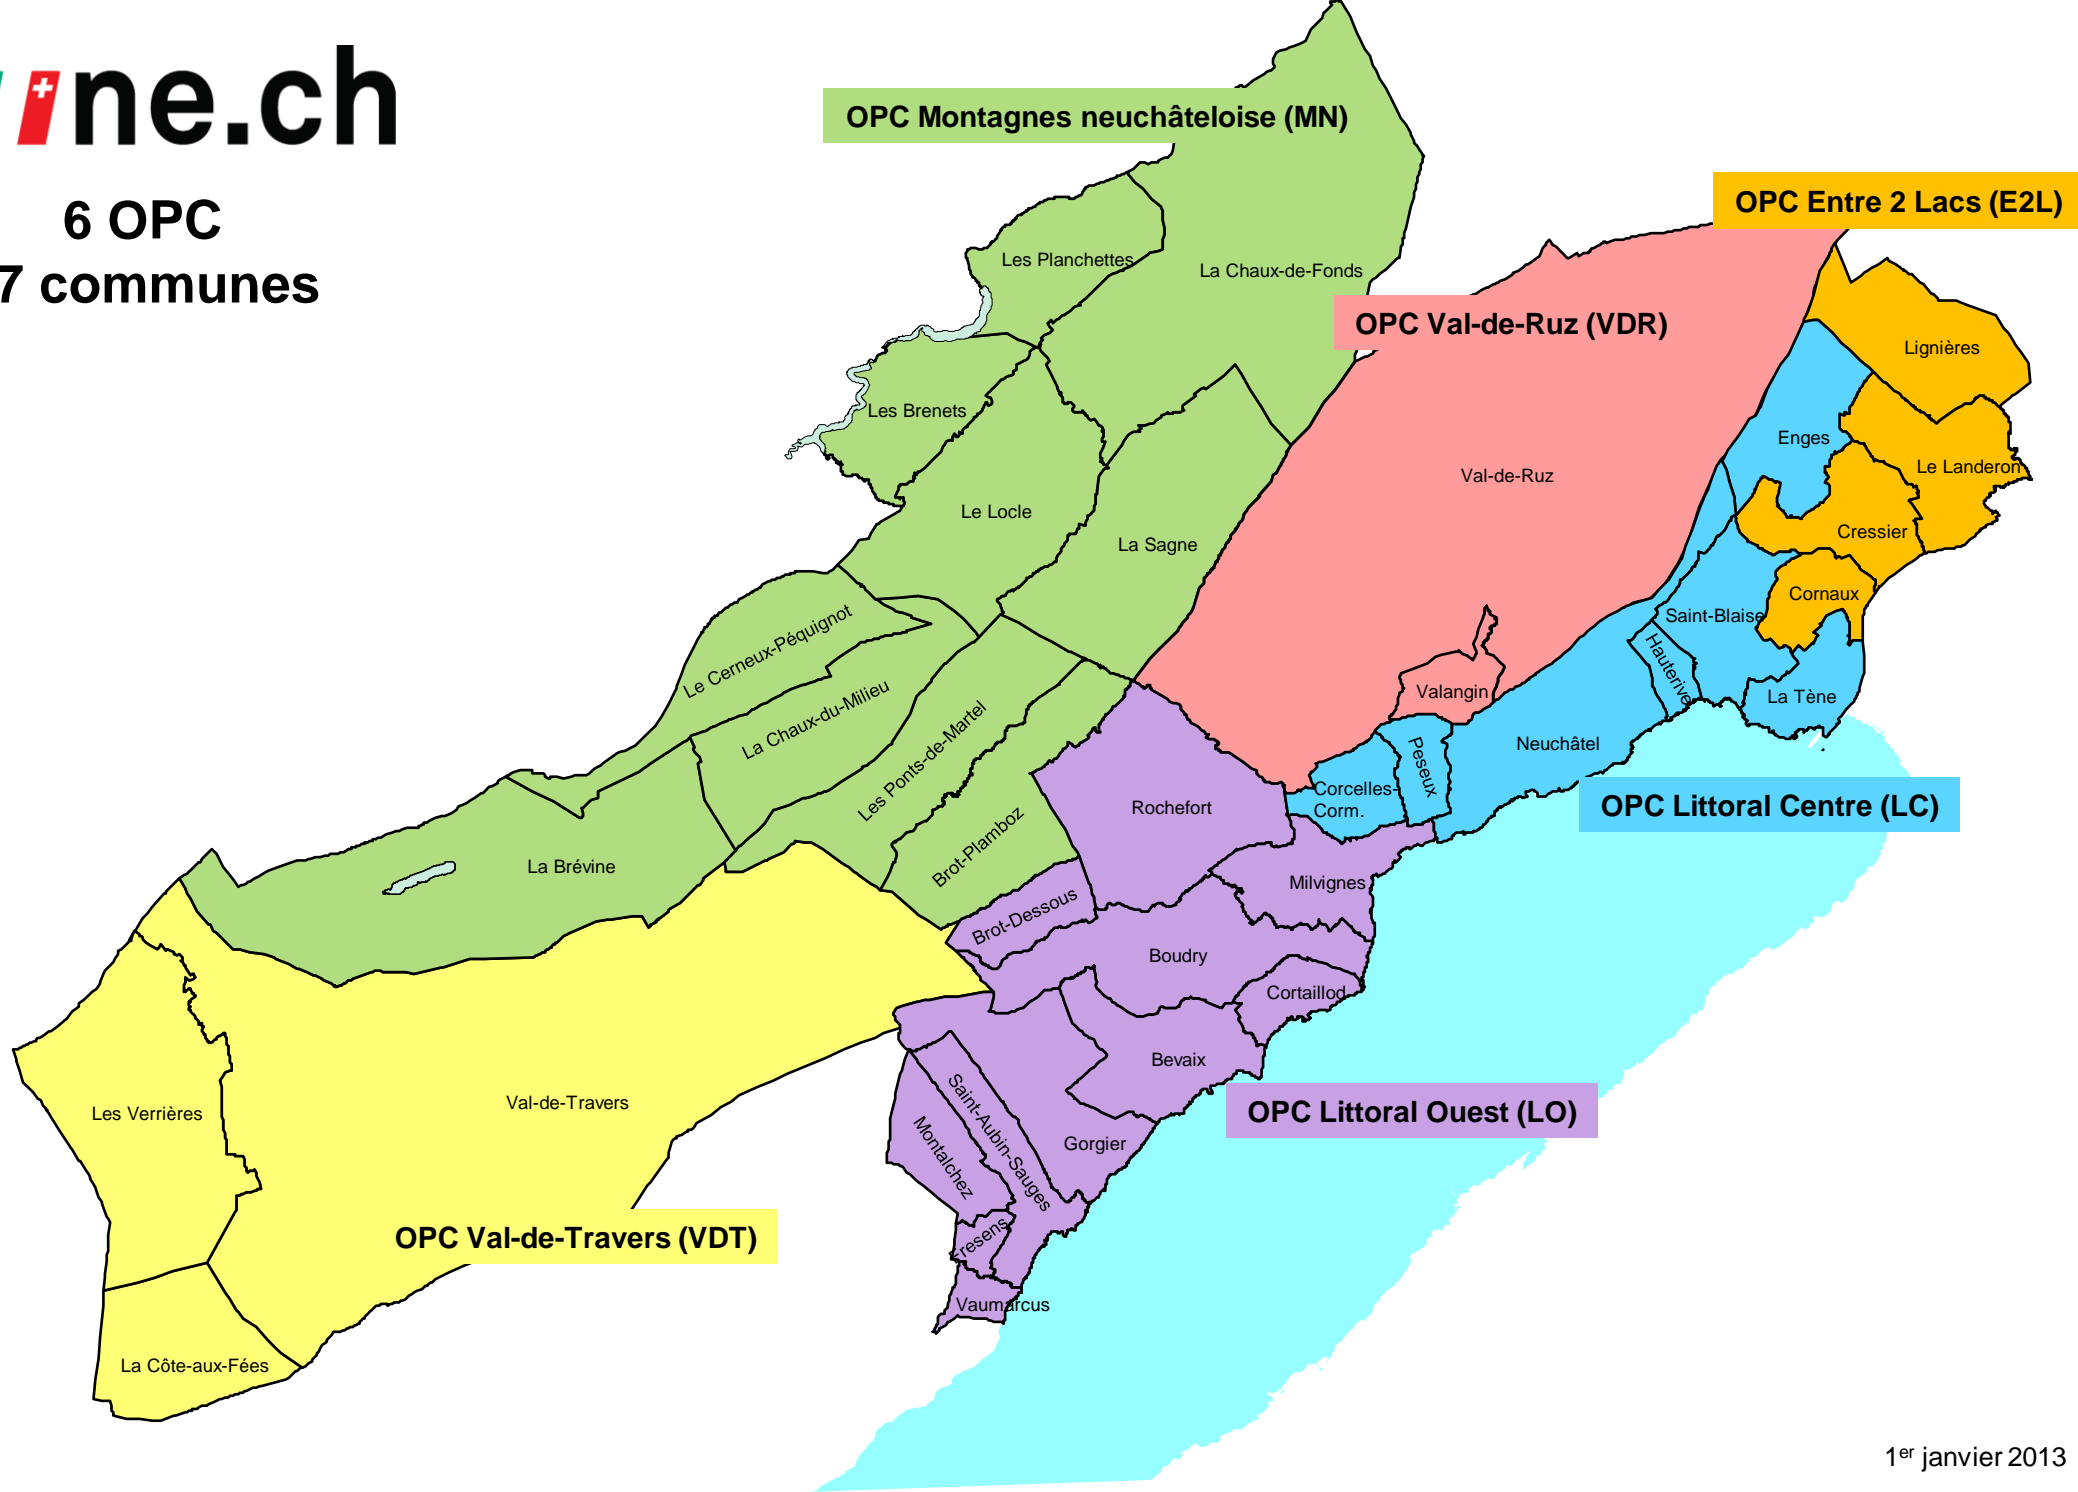 ne.ch
6 OPC
7 communes
OPC Montagnes neuchâteloise (MN)
OPC Entre 2 Lacs (E2L)
Les Planchettes
La Chaux-de-Fonds
OPC Val-de-Ruz (VDR)
Lignières
Les Brenets
Enges
Le Landeron
Val-de-Ruz
Le Locle
Cressier
La Sagne
Cornaux
Saint-Blaise
Le Cerneux-Péquignot
Hauterive
Valangin
La Tène
La Chaux-du-Milieu
Neuchâtel
Les Ponts-de-Martel
Peseux
Corcelles-
Corm.
Rochefort
OPC Littoral Centre (LC)
Brot-Plamboz
La Brévine
Milvignes
Brot-Dessous
Boudry
Cortaillod
Bevaix
Val-de-Travers
Les Verrières
OPC Littoral Ouest (LO)
Saint-Aubin-Sauges
Gorgier
Montalchez
OPC Val-de-Travers (VDT)
Fresens
Vaumarcus
La Côte-aux-Fées
1er janvier 2013